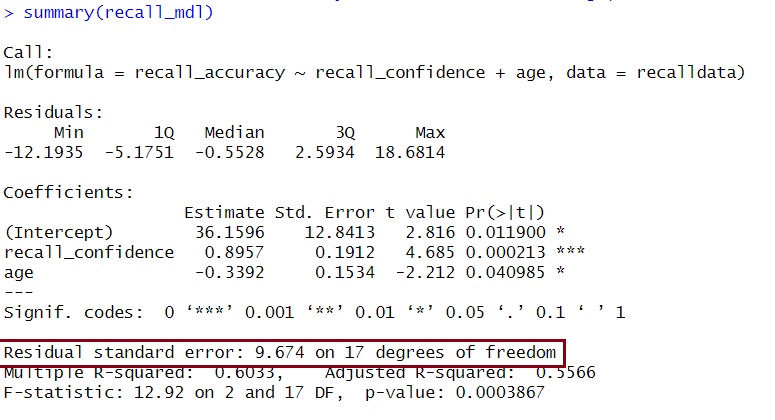 > summary(recall_mdl)
Call:
lm(formula = recall_accuracy ~ recall_confidence + age, data = recalldata)
Residuals:
Min 1Q Median 3Q Max
-12.1935 -5.1751 -0.5528 2.5934 18.6814
Coefficients:
Estimate Std. Error t value Pr(>|t|)
(Intercept) 36.1596 12.8413 2.816 0.011900 *
recall_confidence 0.8957 0.1912 4.685 0.000213 ***
age -0.3392 0.1534 -2.212 0.040985 *
---
Signif. codes: 0 ‘***’ 0.001 ‘**’ 0.01 ‘*’ 0.05 ‘.’ 0.1 ‘ ’ 1
Residual standard error: 9.674 on 17 degrees of freedom
Multiple R-squared: 0.6033, Adjusted R-squared: 0.5566
F-statistic: 12.92 on 2 and 17 DF, p-value: 0.0003867